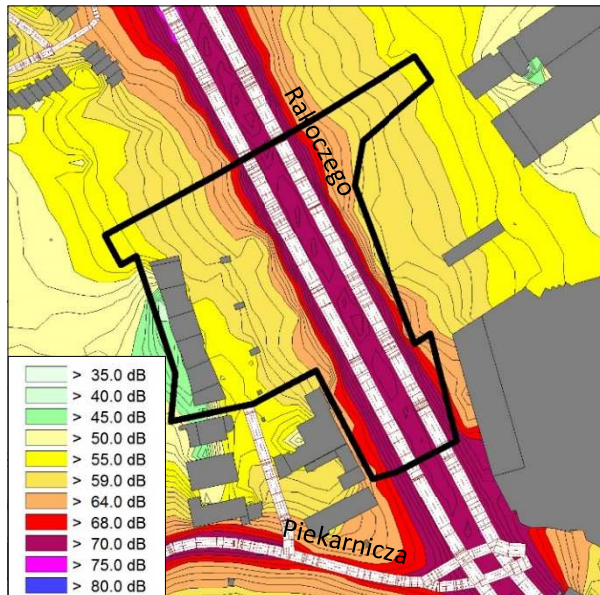 Rakoczego
Piekarnicza
> 35.0 dB
> 40.0 dB
> 45.0 dB
> 50.0 dB
> 55.0 dB
> 59.0 dB
> 64.0 dB
> 68.0 dB
> 70.0 dB
> 75.0 dB
> 80.0 dB